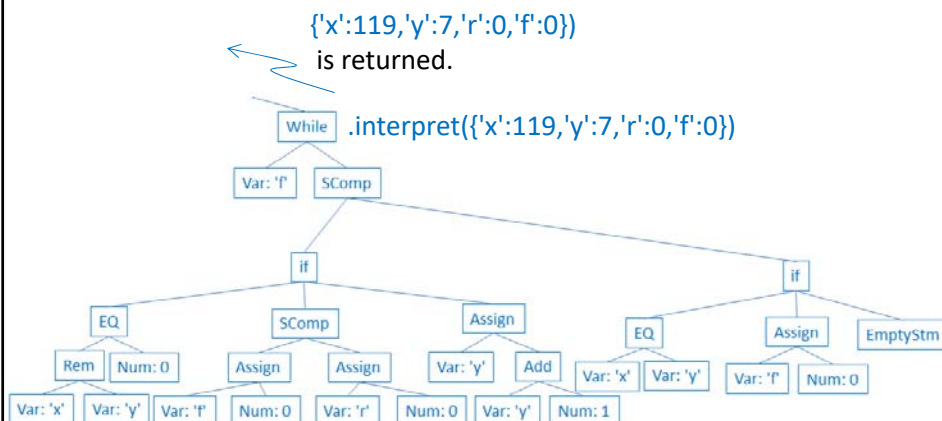 {'x':119,'y':7,'r':0,'f':0})
is returned.
While .interpret({'x':119,'y':7,'r':0,'f':0})
Var: 'f' SComp
if if
EQ SComp Assign EQ Assign EmptyStm
Rem Num: 0 Assign Assign Var: 'y' Add Var: 'x' Var: 'y' Var: 'f' Num: 0
Var: 'x' Var: 'y' Var: 'f' Num: 0 Var: 'r' Num: 0 Var: 'y' Num: 1